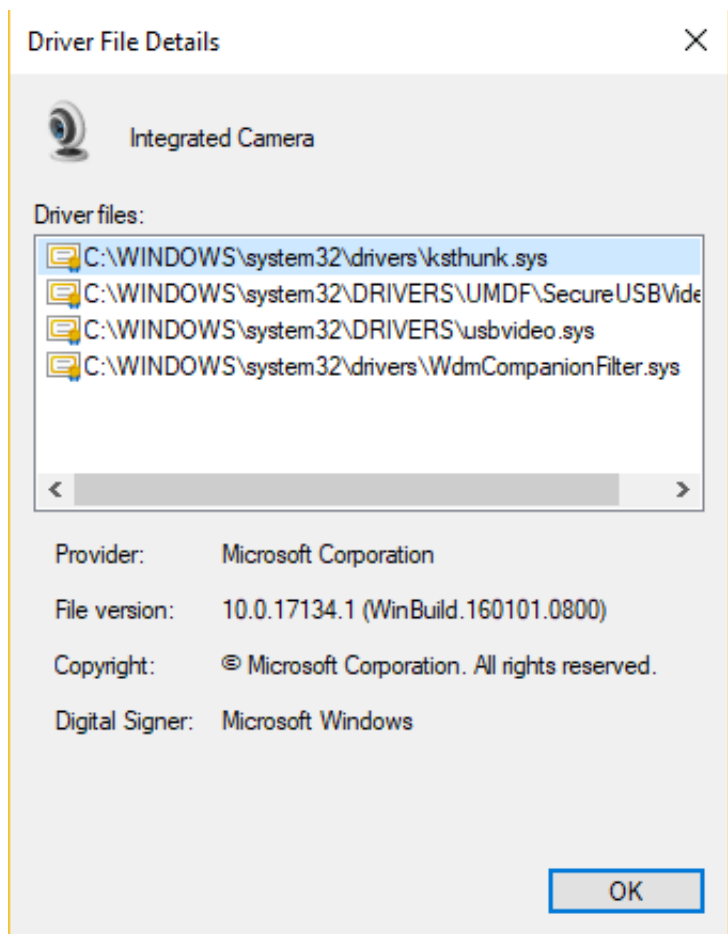 Driver File Details
Integrated Camera
Driver files:
C:\WINDOWS\system32\drivers\ksthunk.sys
C:\WINDOWS\system32\DRIVERS\UMDF\SecureUSBVide
C:\WINDOWS\system32\DRIVERS\usbvideo.sys
C:\WINDOWS\system32\drivers\WdmCompanionFilter.sys
Provider: Microsoft Corporation
File version: 10.0.17134.1 (WinBuild.160101.0800)
Copyright: © Microsoft Corporation. All rights reserved.
Digital Signer: Microsoft Windows
OK